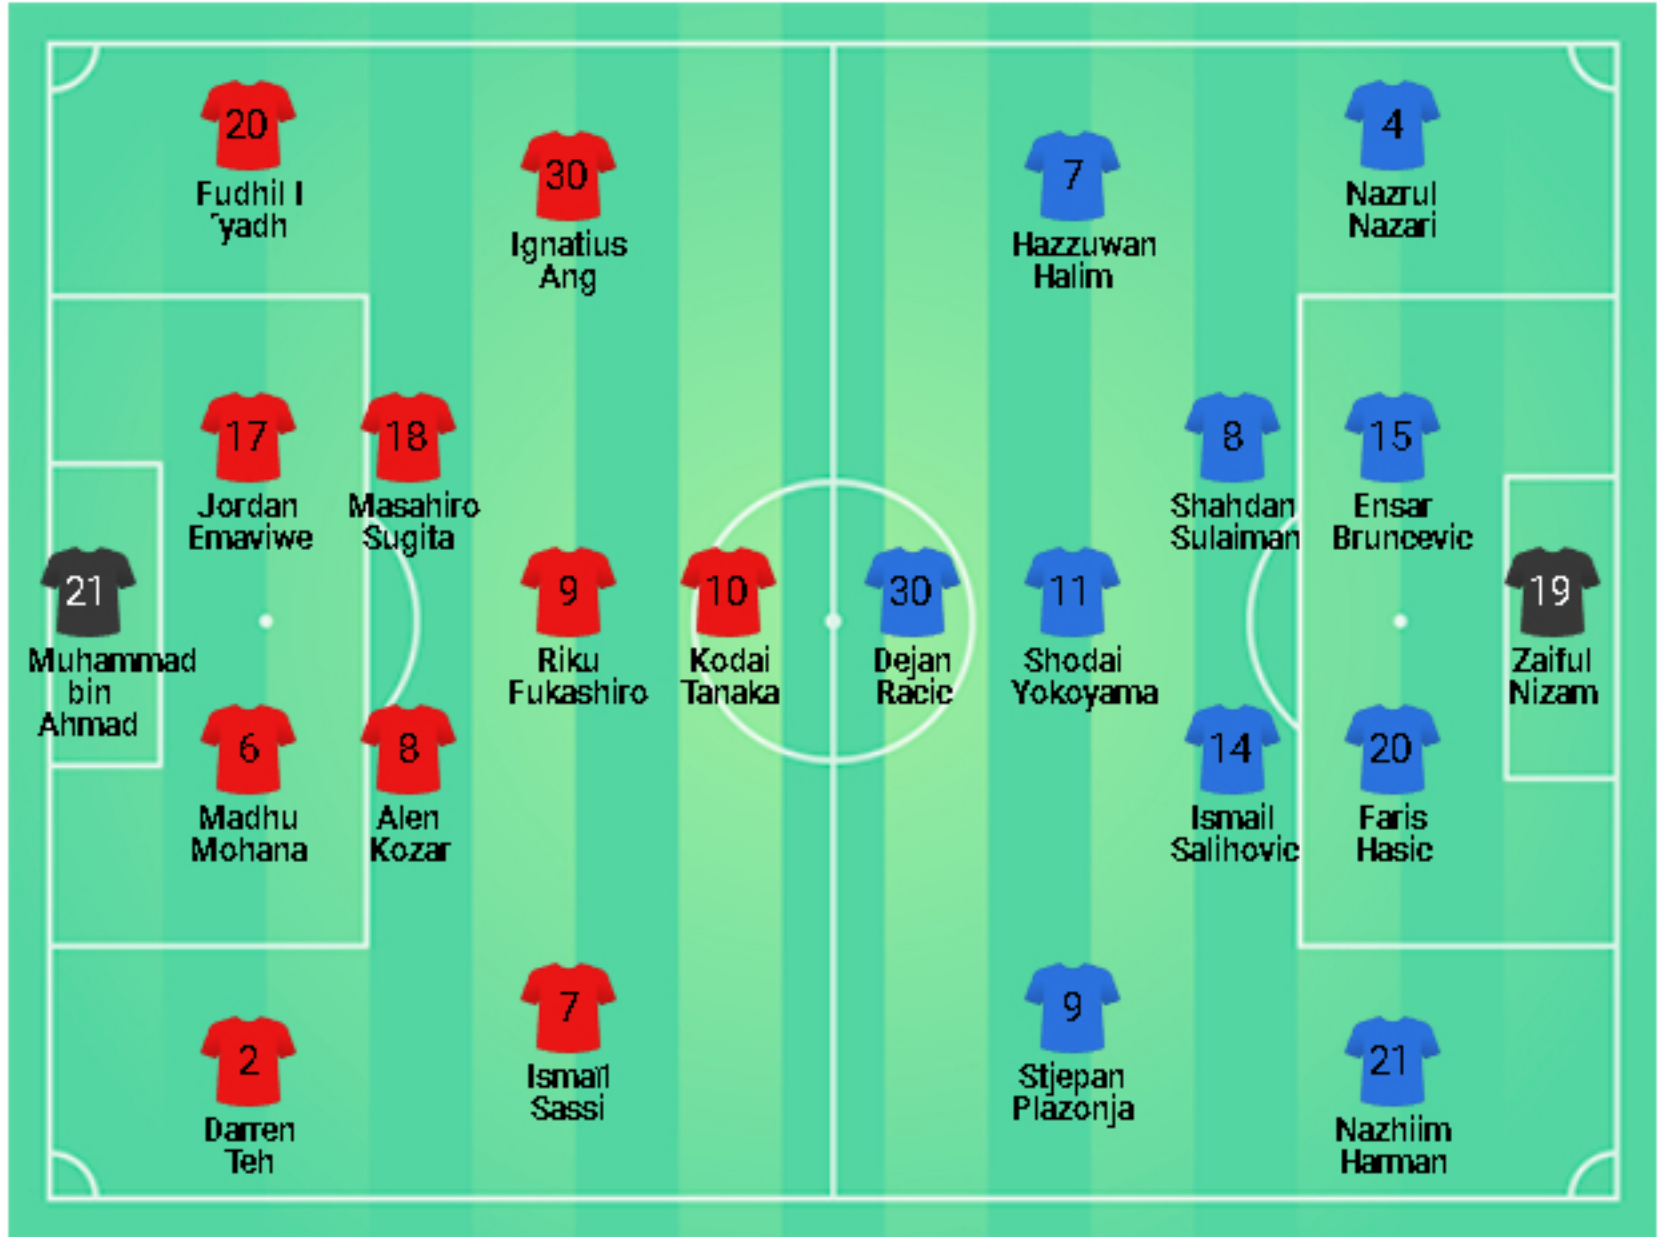 20
Fudhil I
'yadh
30
Ignatius
Ang
7
Hazzuwan
Halim
4
Nazrul
Nazari
17
Jordan
Emaviwe
18
Masahiro
Sugita
8
Shahdan
Sulaiman
15
Ensar
Bruncevic
21
Muhammad
bin
Ahmad
9
Riku
Fukashiro
10
Kodai
Tanaka
30
Dejan
Racic
11
Shodai
Yokoyama
19
Zaiful
Nizam
6
Madhu
Mohana
8
Alen
Kozar
14
Ismail
Salihovic
20
Faris
Hasic
2
Darren
Teh
7
Ismaïl
Sassi
9
Stjepan
Plazonja
21
Nazhiim
Harman